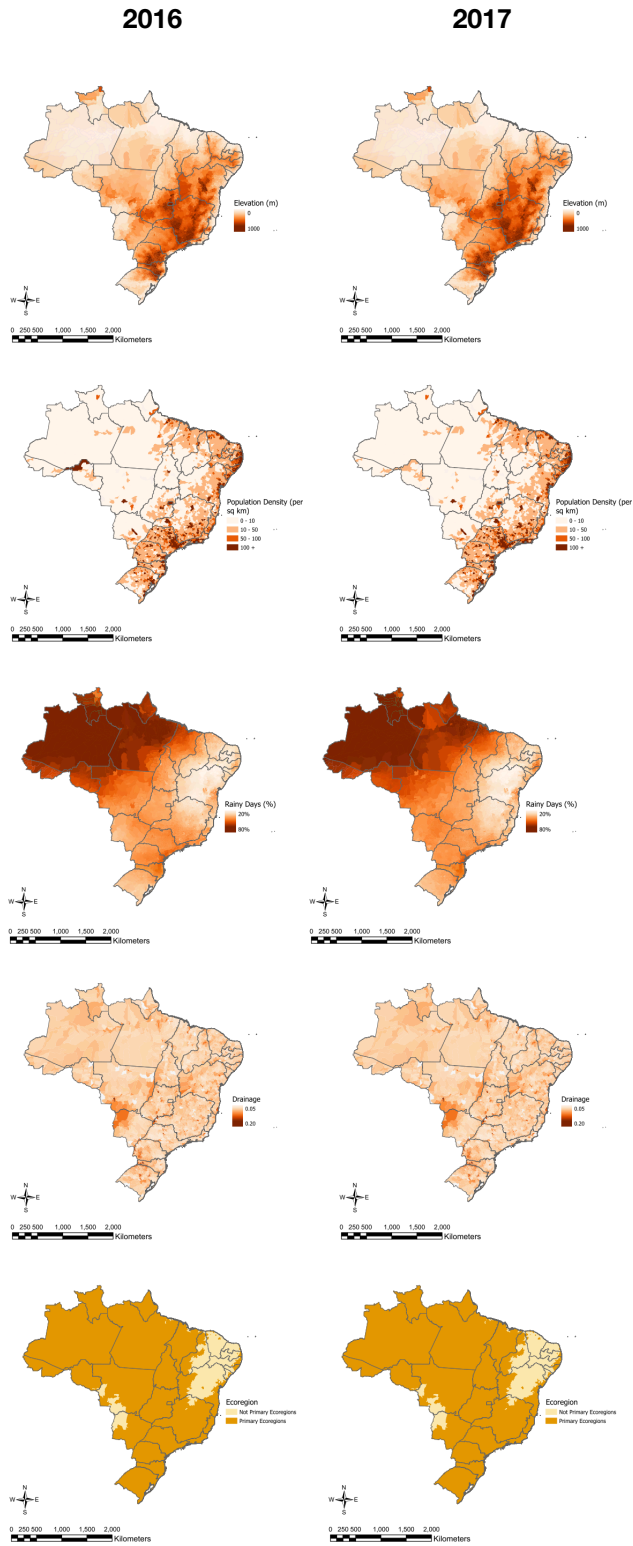 2016 2017
Elevation (m)
0
1000
N
W E
S
0 250 500 1,000 1,500 2,000
Kilometers
Elevation (m)
0
1000
N
W E
S
0 250 500 1,000 1,500 2,000
Kilometers
Population Density (per
sq km)
0 - 10
10 - 50
50 - 100
100 +
N
W E
S
0 250 500 1,000 1,500 2,000
Kilometers
Population Density (per
sq km)
0 - 10
10 - 50
50 - 100
100 +
N
W E
S
0 250 500 1,000 1,500 2,000
Kilometers
Rainy Days (%)
20%
80%
N
W E
S
0 250 500 1,000 1,500 2,000
Kilometers
Rainy Days (%)
20%
80%
N
W E
S
0 250 500 1,000 1,500 2,000
Kilometers
Drainage
0.05
0.20
N
W E
S
0 250 500 1,000 1,500 2,000
Kilometers
Drainage
0.05
0.20
N
W E
S
0 250 500 1,000 1,500 2,000
Kilometers
Ecoregion
Not Primary Ecoregions
Primary Ecoregions
N
W E
S
0 250 500 1,000 1,500 2,000
Kilometers
Ecoregion
Not Primary Ecoregions
Primary Ecoregions
N
W E
S
0 250 500 1,000 1,500 2,000
Kilometers